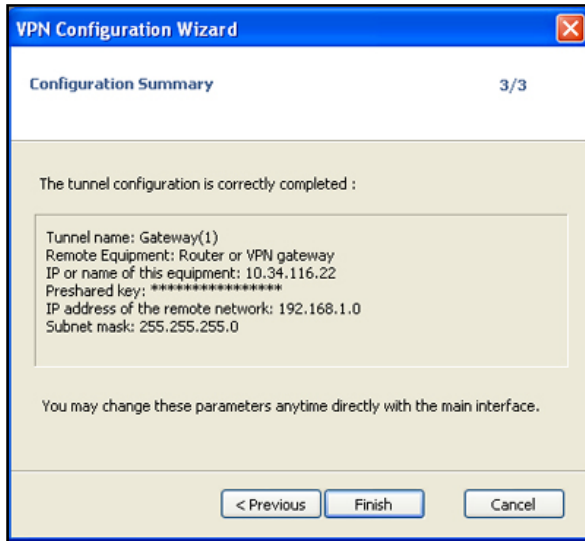 VPN Configuration Wizard
Configuration Summary 3/3
The tunnel configuration is correctly completed :
Tunnel name: Gateway(1)
Remote Equipment: Router or VPN gateway
IP or name of this equipment: 10.34.116.22
Preshared key: ****************
IP address of the remote network: 192.168.1.0
Subnet mask: 255.255.255.0
You may change these parameters anytime directly with the main interface.
< Previous Finish Cancel